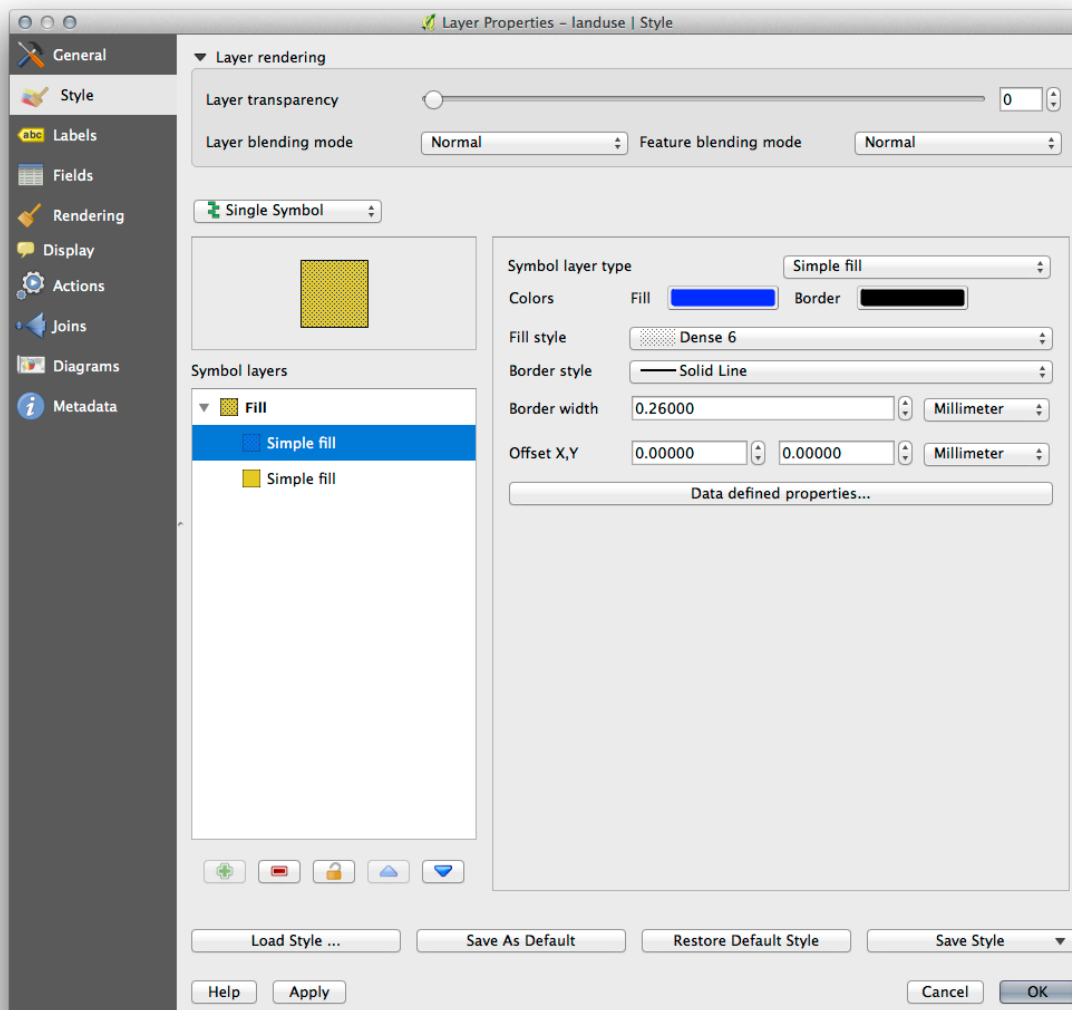 Layer Properties – landuse | Style
General
Style
abc Labels
Fields
Rendering
Display
Actions
Joins
Diagrams
i Metadata
Layer rendering
Layer transparency 0
Layer blending mode Normal Feature blending mode Normal
Single Symbol
Symbol layers
Fill
Simple fill
Simple fill
Symbol layer type Simple fill
Colors Fill Border
Fill style Dense 6
Border style Solid Line
Border width 0.26000 Millimeter
Offset X,Y 0.00000 0.00000 Millimeter
Data defined properties...
Load Style ... Save As Default Restore Default Style Save Style
Help Apply Cancel OK